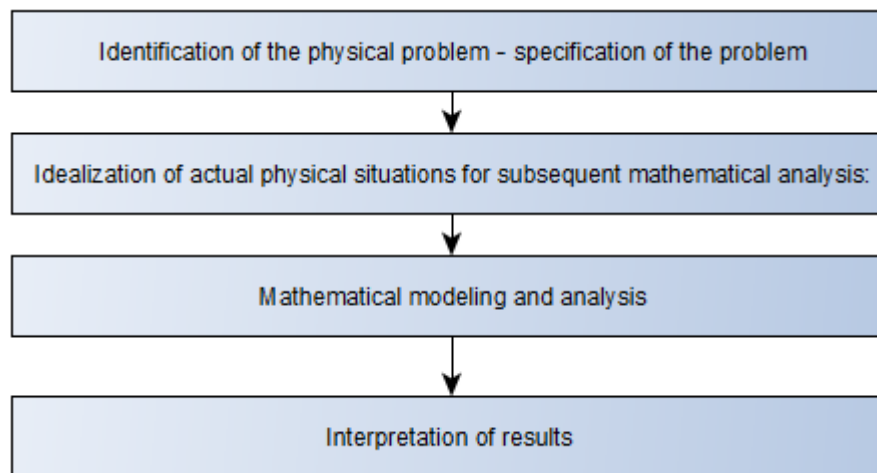 Identification of the physical problem - specification of the problem
Idealization of actual physical situations for subsequent mathematical analysis:
Mathematical modeling and analysis
Interpretation of results